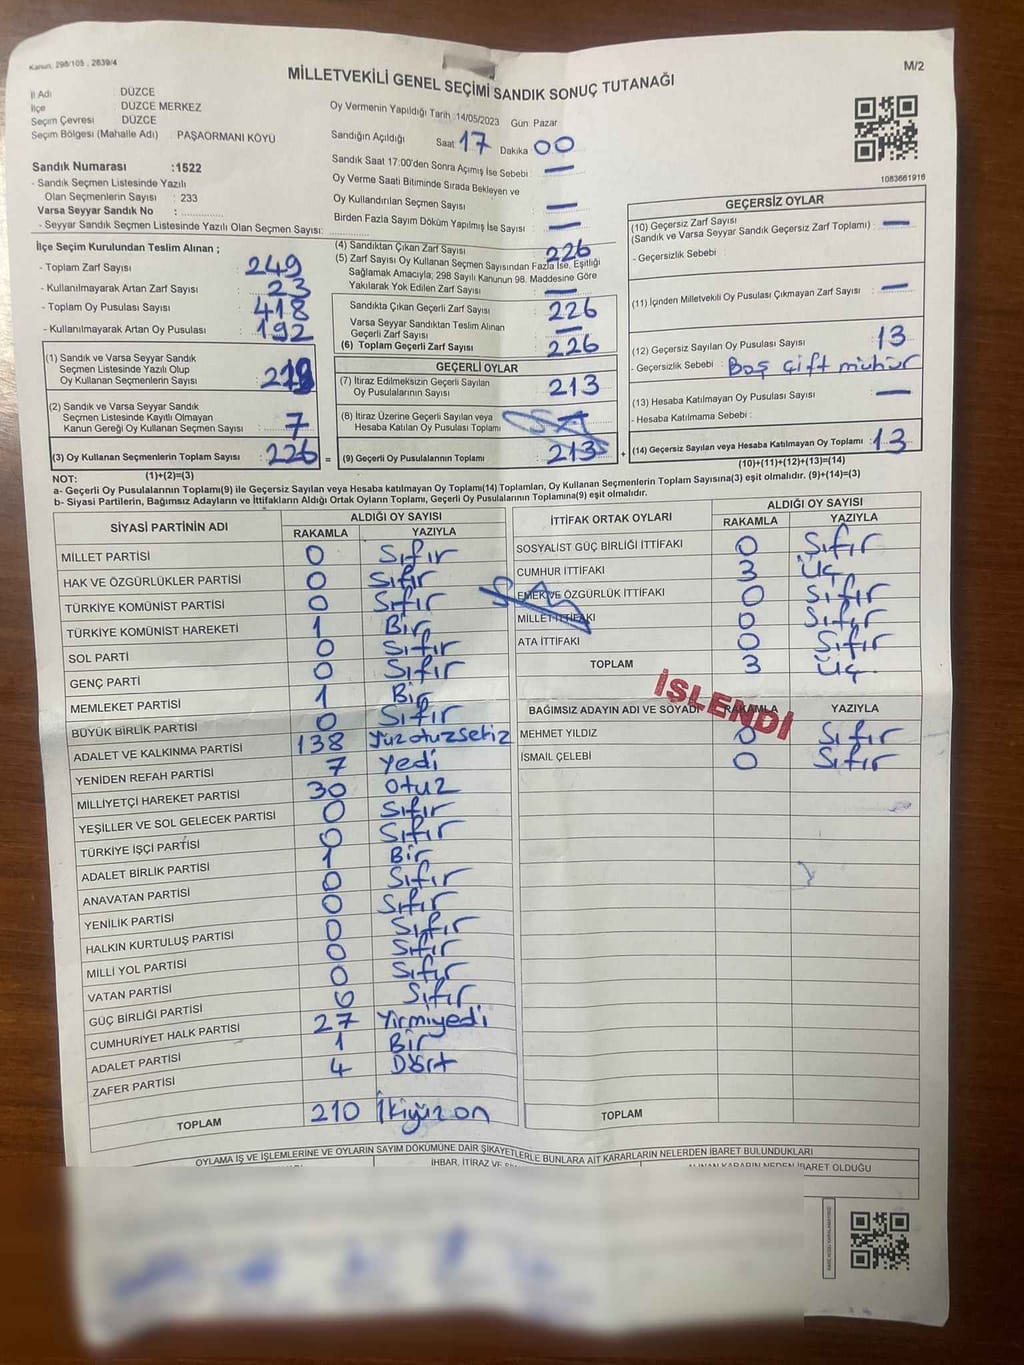 Kanun, 298/105 , 2839/4
MİLLETVEKİLİ GENEL SEÇİMİ SANDIK SONUÇ TUTANAĞI
M/2
İl Adı : DÜZCE
İlçe DUZCE MERKEZ
Seçim Çevresi : DÜZCE
Seçim Bölgesi (Mahalle Adı) : PAŞAORMANI KÖYÜ
Sandık Numarası :1522
- Sandık Seçmen Listesinde Yazılı
Olan Seçmenlerin Sayısı : 233
Varsa Seyyar Sandık No :
- Seyyar Sandık Seçmen Listesinde Yazılı Olan Seçmen Sayısı:
Oy Vermenin Yapıldığı Tarih :14/05/2023 Gün Pazar
Sandığın Açıldığı Saat 17 Dakika 00
Sandık Saat 17:00'den Sonra Açımış İse Sebebi : —
Oy Verme Saati Bitiminde Sırada Bekleyen ve
Oy Kullandırılan Seçmen Sayısı : —
Birden Fazla Sayım Döküm Yapılmış İse Sayısı : —
1083661916
İlçe Seçim Kurulundan Teslim Alınan ;
- Toplam Zarf Sayısı : 249
- Kullanılmayarak Artan Zarf Sayısı : 23
- Toplam Oy Pusulası Sayısı : 418
- Kullanılmayarak Artan Oy Pusulası : 192
(1) Sandık ve Varsa Seyyar Sandık
Seçmen Listesinde Yazılı Olup
Oy Kullanan Seçmenlerin Sayısı : 219
(2) Sandık ve Varsa Seyyar Sandık
Seçmen Listesinde Kayıtlı Olmayan
Kanun Gereği Oy Kullanan Seçmen Sayısı : 7
(3) Oy Kullanan Seçmenlerin Toplam Sayısı : 226 =
(4) Sandıktan Çıkan Zarf Sayısı : 226
(5) Zarf Sayısı Oy Kullanan Seçmen Sayısından Fazla İse, Eşitliği
Sağlamak Amacıyla; 298 Sayılı Kanunun 98. Maddesine Göre
Yakılarak Yok Edilen Zarf Sayısı : —
Sandıkta Çıkan Geçerli Zarf Sayısı : 226
Varsa Seyyar Sandıktan Teslim Alınan
Geçerli Zarf Sayısı : —
(6) Toplam Geçerli Zarf Sayısı : 226
GEÇERLİ OYLAR
(7) İtiraz Edilmeksizin Geçerli Sayılan
Oy Pusulalarının Sayısı : 213
(8) İtiraz Üzerine Geçerli Sayılan veya
Hesaba Katılan Oy Pusulası Toplamı :
(9) Geçerli Oy Pusulalarının Toplamı : 213 +
GEÇERSİZ OYLAR
(10) Geçersiz Zarf Sayısı
(Sandık ve Varsa Seyyar Sandık Geçersiz Zarf Toplamı) : —
- Geçersizlik Sebebi :
(11) İçinden Milletvekili Oy Pusulası Çıkmayan Zarf Sayısı : —
(12) Geçersiz Sayılan Oy Pusulası Sayısı : 13
- Geçersizlik Sebebi : Boş çift mühür
(13) Hesaba Katılmayan Oy Pusulası Sayısı : —
- Hesaba Katılmama Sebebi :
(14) Geçersiz Sayılan veya Hesaba Katılmayan Oy Toplamı : 13
(10)+(11)+(12)+(13)=(14)
NOT: (1)+(2)=(3)
a- Geçerli Oy Pusulalarının Toplamı(9) ile Geçersiz Sayılan veya Hesaba katılmayan Oy Toplamı(14) Toplamları, Oy Kullanan Seçmenlerin Toplam Sayısına(3) eşit olmalıdır. (9)+(14)=(3)
b- Siyasi Partilerin, Bağımsız Adayların ve İttifakların Aldığı Ortak Oyların Toplamı, Geçerli Oy Pusulalarının Toplamına(9) eşit olmalıdır.
SİYASİ PARTİNİN ADI ALDIĞI OY SAYISI
RAKAMLA YAZIYLA
MİLLET PARTİSİ 0 Sıfır
HAK VE ÖZGÜRLÜKLER PARTİSİ 0 Sıfır
TÜRKİYE KOMÜNİST PARTİSİ 0 Sıfır
TÜRKİYE KOMÜNİST HAREKETİ 1 Bir
SOL PARTİ 0 Sıfır
GENÇ PARTİ 0 Sıfır
MEMLEKET PARTİSİ 1 Bir
BÜYÜK BİRLİK PARTİSİ 0 Sıfır
ADALET VE KALKINMA PARTİSİ 138 Yüzotuzsekiz
YENİDEN REFAH PARTİSİ 7 Yedi
MİLLİYETÇİ HAREKET PARTİSİ 30 Otuz
YEŞİLLER VE SOL GELECEK PARTİSİ 0 Sıfır
TÜRKİYE İŞÇİ PARTİSİ 0 Sıfır
ADALET BİRLİK PARTİSİ 1 Bir
ANAVATAN PARTİSİ 0 Sıfır
YENİLİK PARTİSİ 0 Sıfır
HALKIN KURTULUŞ PARTİSİ 0 Sıfır
MİLLİ YOL PARTİSİ 0 Sıfır
VATAN PARTİSİ 0 Sıfır
GÜÇ BİRLİĞİ PARTİSİ 0 Sıfır
CUMHURİYET HALK PARTİSİ 27 Yirmiyedi
ADALET PARTİSİ 1 Bir
ZAFER PARTİSİ 4 Dört
TOPLAM 210 İkiyüzon
İTTİFAK ORTAK OYLARI ALDIĞI OY SAYISI
RAKAMLA YAZIYLA
SOSYALİST GÜÇ BİRLİĞİ İTTİFAKI 0 Sıfır
CUMHUR İTTİFAKI 3 Üç
EMEK VE ÖZGÜRLÜK İTTİFAKI 0 Sıfır
MİLLET İTTİFAKI 0 Sıfır
ATA İTTİFAKI 0 Sıfır
TOPLAM 3 Üç
İŞLENDİ
BAĞIMSIZ ADAYIN ADI VE SOYADI RAKAMLA YAZIYLA
MEHMET YILDIZ 0 Sıfır
İSMAİL ÇELEBİ 0 Sıfır
TOPLAM
OYLAMA İŞ VE İŞLEMLERİNE VE OYLARIN SAYIM DÖKÜMÜNE DAİR ŞİKAYETLERLE BUNLARA AİT KARARLARIN NELERDEN İBARET BULUNDUKLARI
İHBAR, İTİRAZ VE
ALINAN KARARIN NEDEN İBARET OLDUĞU